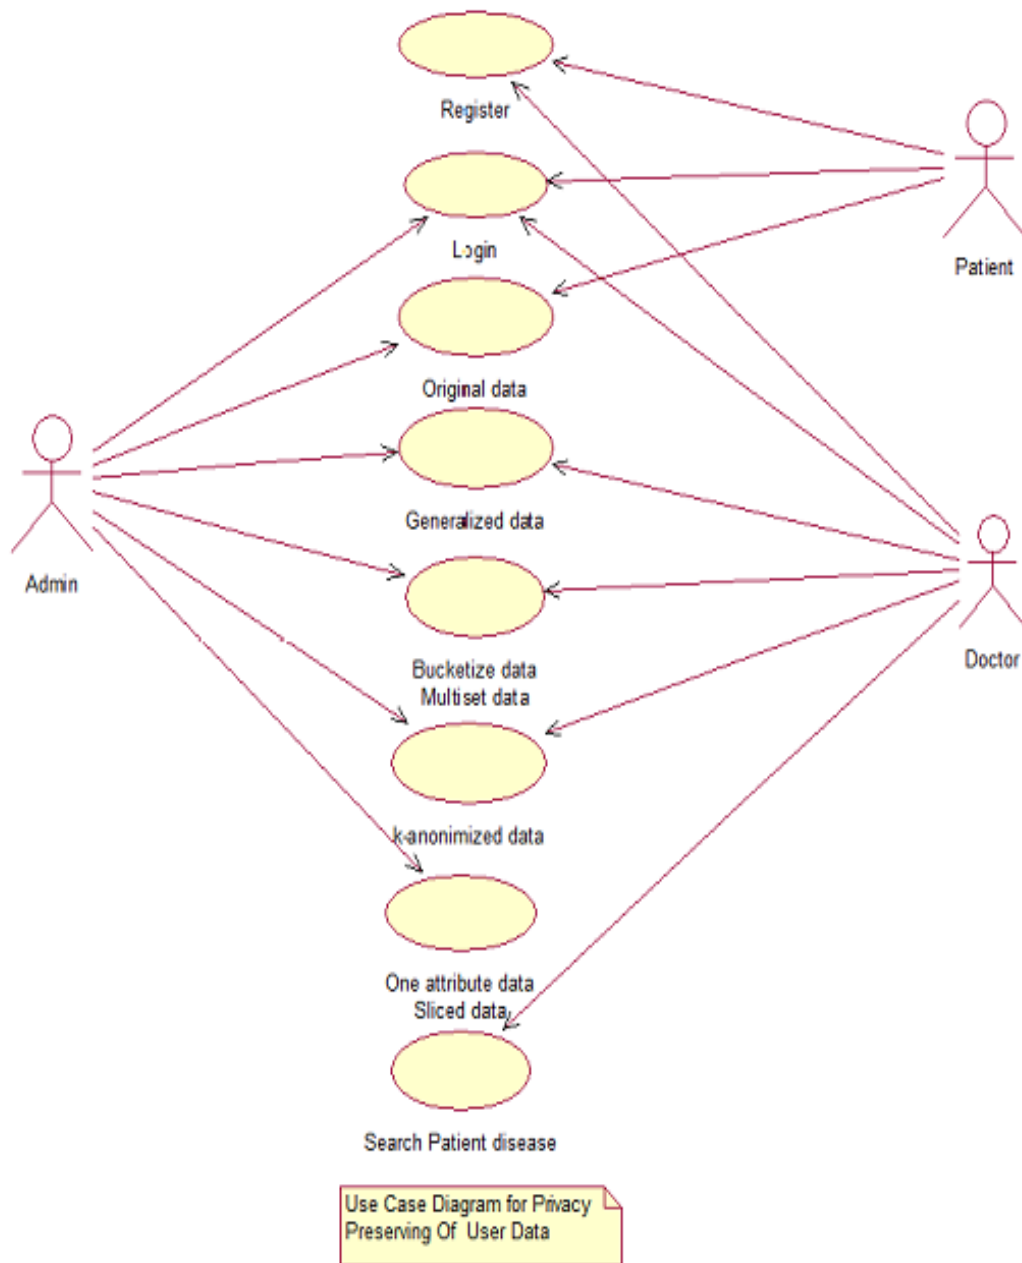 Register
Login
Patient
Original data
Generalized data
Admin
Bucketize data
Multiset data
Doctor
k-anonimized data
One attribute data
Sliced data
Search Patient disease
Use Case Diagram for Privacy
Preserving Of User Data